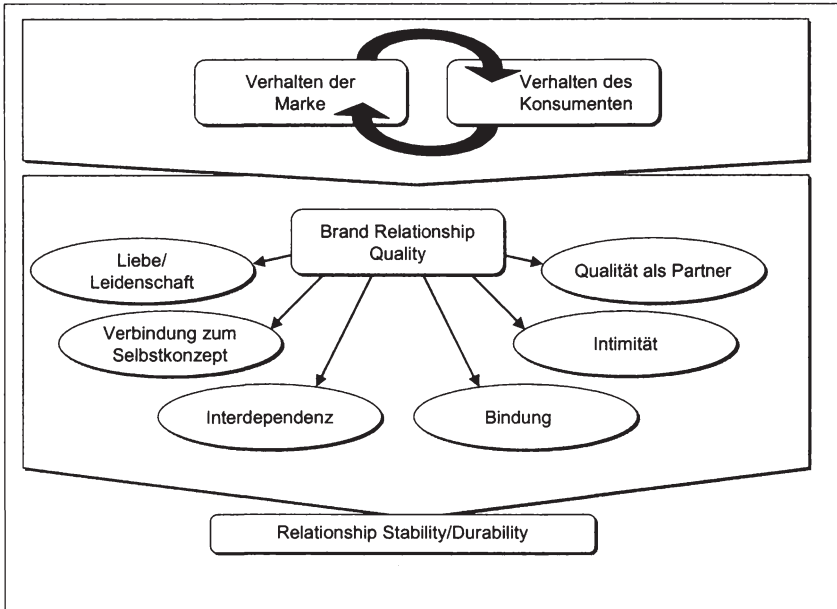 Verhalten der
Marke
Verhalten des
Konsumenten
Brand Relationship
Quality
Liebe/
Leidenschaft
Qualität als Partner
Verbindung zum
Selbstkonzept
Intimität
Interdependenz
Bindung
Relationship Stability/Durability